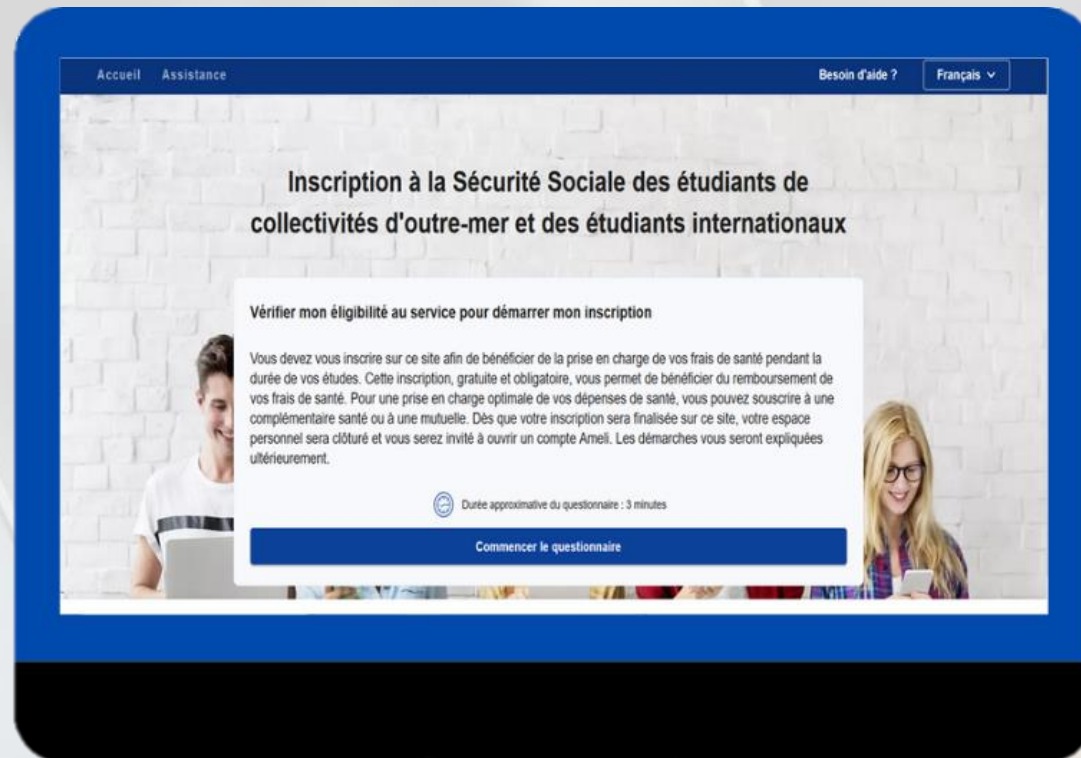 Accueil Assistance Besoin d'aide ? Français
Inscription à la Sécurité Sociale des étudiants de
collectivités d'outre-mer et des étudiants internationaux
Vérifier mon éligibilité au service pour démarrer mon inscription
Vous devez vous inscrire sur ce site afin de bénéficier de la prise en charge de vos frais de santé pendant la
durée de vos études. Cette inscription, gratuite et obligatoire, vous permet de bénéficier du remboursement de
vos frais de santé. Pour une prise en charge optimale de vos dépenses de santé, vous pouvez souscrire à une
complémentaire santé ou à une mutuelle. Dès que votre inscription sera finalisée sur ce site, votre espace
personnel sera clôturé et vous serez invité à ouvrir un compte Ameli. Les démarches vous seront expliquées
ultérieurement.
Durée approximative du questionnaire : 3 minutes
Commencer le questionnaire